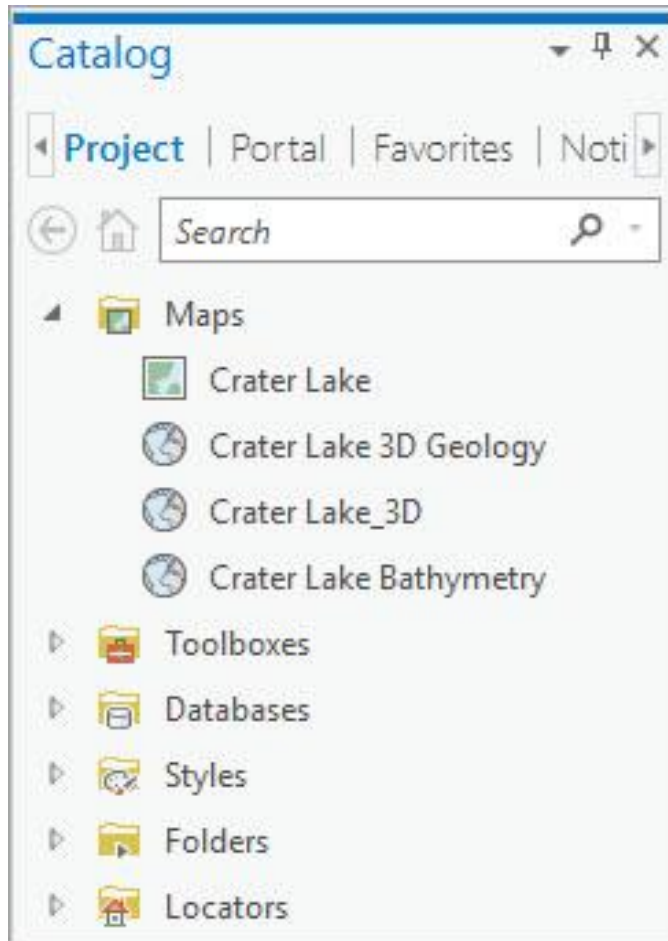 Catalog
Project | Portal | Favorites | Noti
Search
Maps
Crater Lake
Crater Lake 3D Geology
Crater Lake_3D
Crater Lake Bathymetry
Toolboxes
Databases
Styles
Folders
Locators